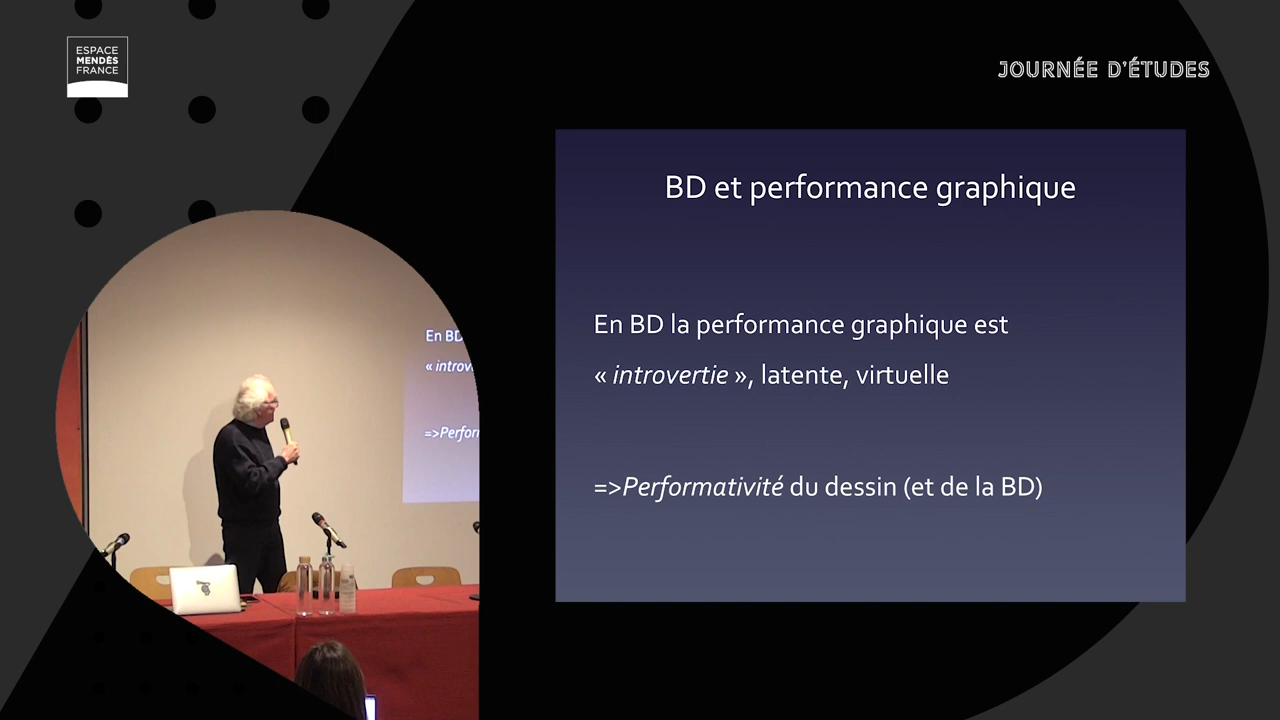 ESPACE
MENDÈS
FRANCE
JOURNÉE D'ÉTUDES
BD et performance graphique
En BD la performance graphique est
« introvertie », latente, virtuelle
=>Performativité du dessin (et de la BD)
En BD
« introv
=>Perfor